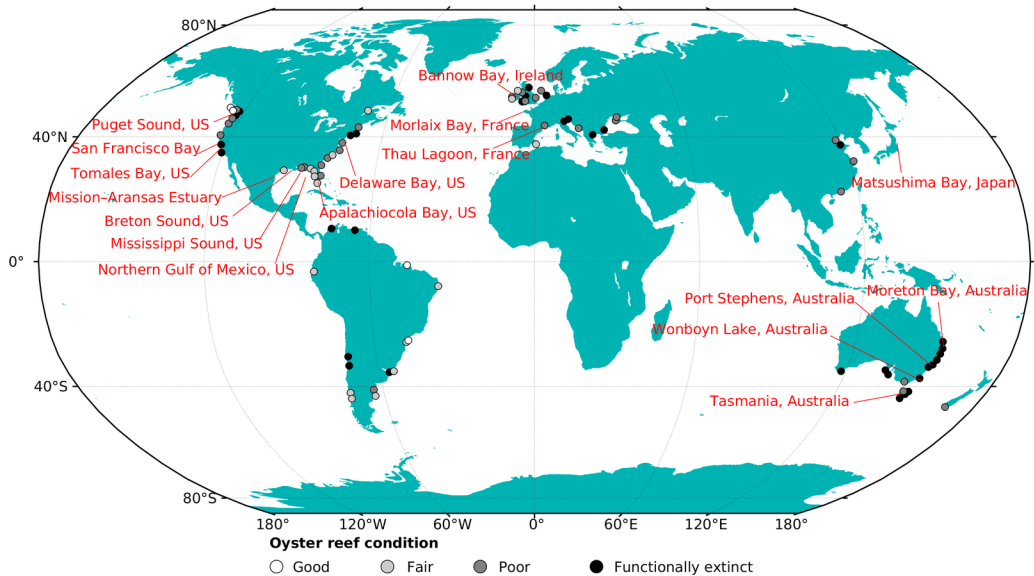 80°N
Bannow Bay, Ireland
Puget Sound, US
Morlaix Bay, France
40°N
San Francisco Bay
Thau Lagoon, France
Tomales Bay, US
Delaware Bay, US
Matsushima Bay, Japan
Mission–Aransas Estuary
Apalachiocola Bay, US
Breton Sound, US
Mississippi Sound, US
Northern Gulf of Mexico, US
0°
Moreton Bay, Australia
Port Stephens, Australia
Wonboyn Lake, Australia
40°S
Tasmania, Australia
80°S
180° 120°W 60°W 0° 60°E 120°E 180°
Oyster reef condition
Good Fair Poor Functionally extinct